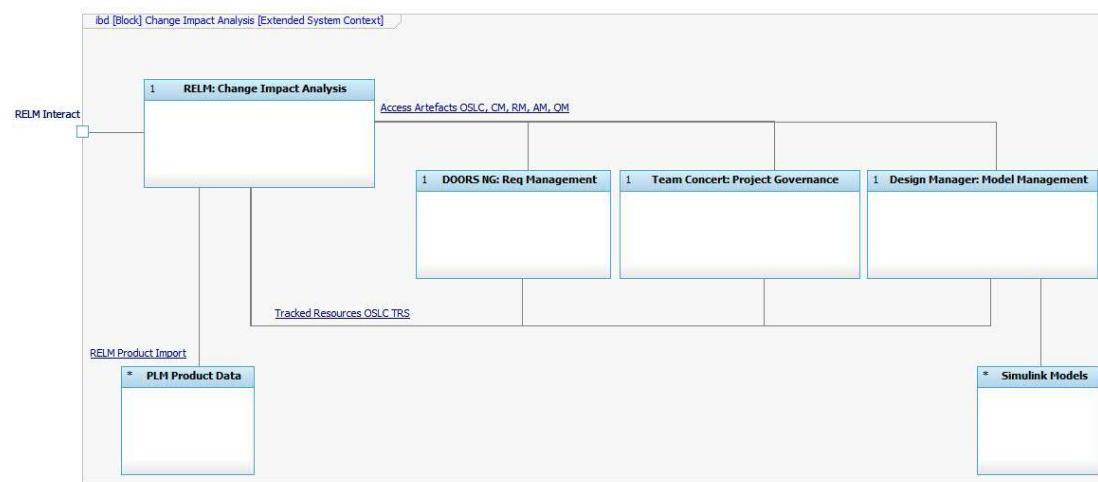 ibd [Block] Change Impact Analysis [Extended System Context]
1 RELM: Change Impact Analysis
RELM Interact
Access Artefacts OSLC, CM, RM, AM, QM
1 DOORS NG: Req Management
1 Team Concert: Project Governance
1 Design Manager: Model Management
Tracked Resources OSLC TRS
RELM Product Import
* PLM Product Data
* Simulink Models